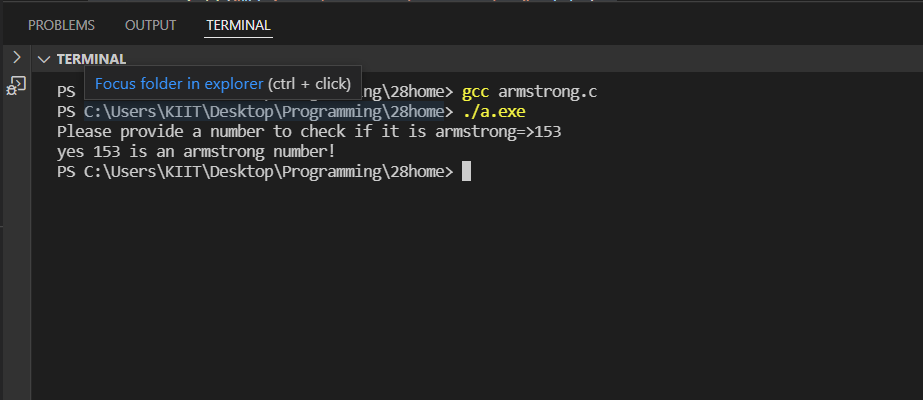 PROBLEMS OUTPUT TERMINAL
TERMINAL
Focus folder in explorer (ctrl + click)
PS ing\28home> gcc armstrong.c
PS C:\Users\KIIT\Desktop\Programming\28home> ./a.exe
Please provide a number to check if it is armstrong=>153
yes 153 is an armstrong number!
PS C:\Users\KIIT\Desktop\Programming\28home>